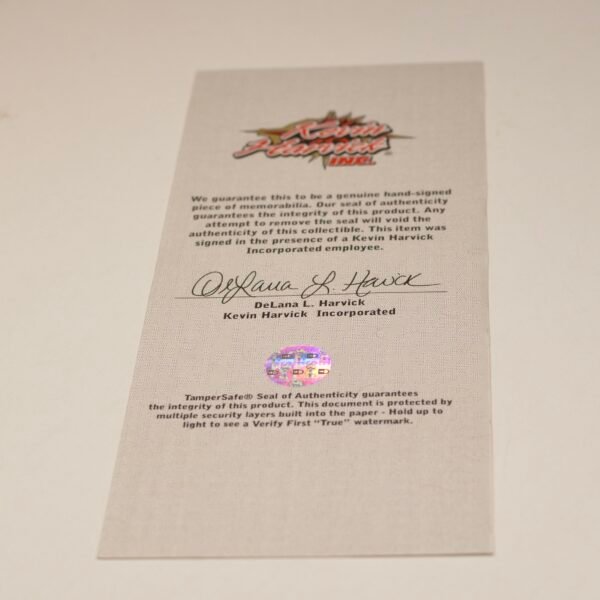 Kevin
Harvick
INC.
We guarantee this to be a genuine hand-signed
piece of memorabilia. Our seal of authenticity
guarantees the integrity of this product. Any
attempt to remove the seal will void the
authenticity of this collectible. This item was
signed in the presence of a Kevin Harvick
Incorporated employee.
DeLana L. Harvick
DeLana L. Harvick
Kevin Harvick Incorporated
TamperSafe® Seal of Authenticity guarantees
the integrity of this product. This document is protected by
multiple security layers built into the paper - Hold up to
light to see a Verify First "True" watermark.